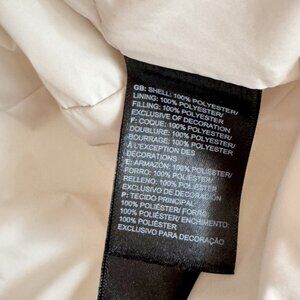 GB: SHELL: 100% POLYESTER/
LINING: 100% POLYESTER/
FILLING: 100% POLYESTER/
EXCLUSIVE OF DECORATION
F: COQUE: 100% POLYESTER/
DOUBLURE: 100% POLYESTER/
BOURRAGE: 100% POLYESTER/
À L'EXCEPTION DES
DÉCORATIONS
E: ARMAZÓN: 100% POLIÉSTER/
FORRO: 100% POLIÉSTER/
RELLENO: 100% POLIÉSTER/
EXCLUSIVO DE DECORACIÓN
P: TECIDO PRINCIPAL:
100% POLIÉSTER/ FORRO:
100% POLIÉSTER/ ENCHIMENTO:
100% POLIÉSTER/
EXCLUSIVO PARA DECORAÇÃO